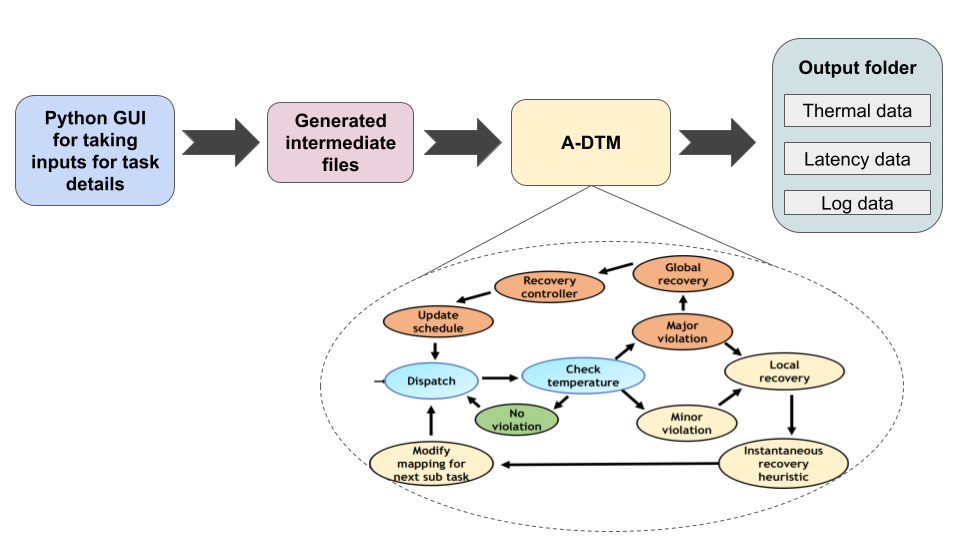 Python GUI
for taking
inputs for task
details
Generated
intermediate
files
A-DTM
Output folder
Thermal data
Latency data
Log data
Global
recovery
Recovery
controller
Update
schedule
Major
violation
Dispatch
Check
temperature
Local
recovery
No
violation
Minor
violation
Modify
mapping for
next sub task
Instantaneous
recovery
heuristic